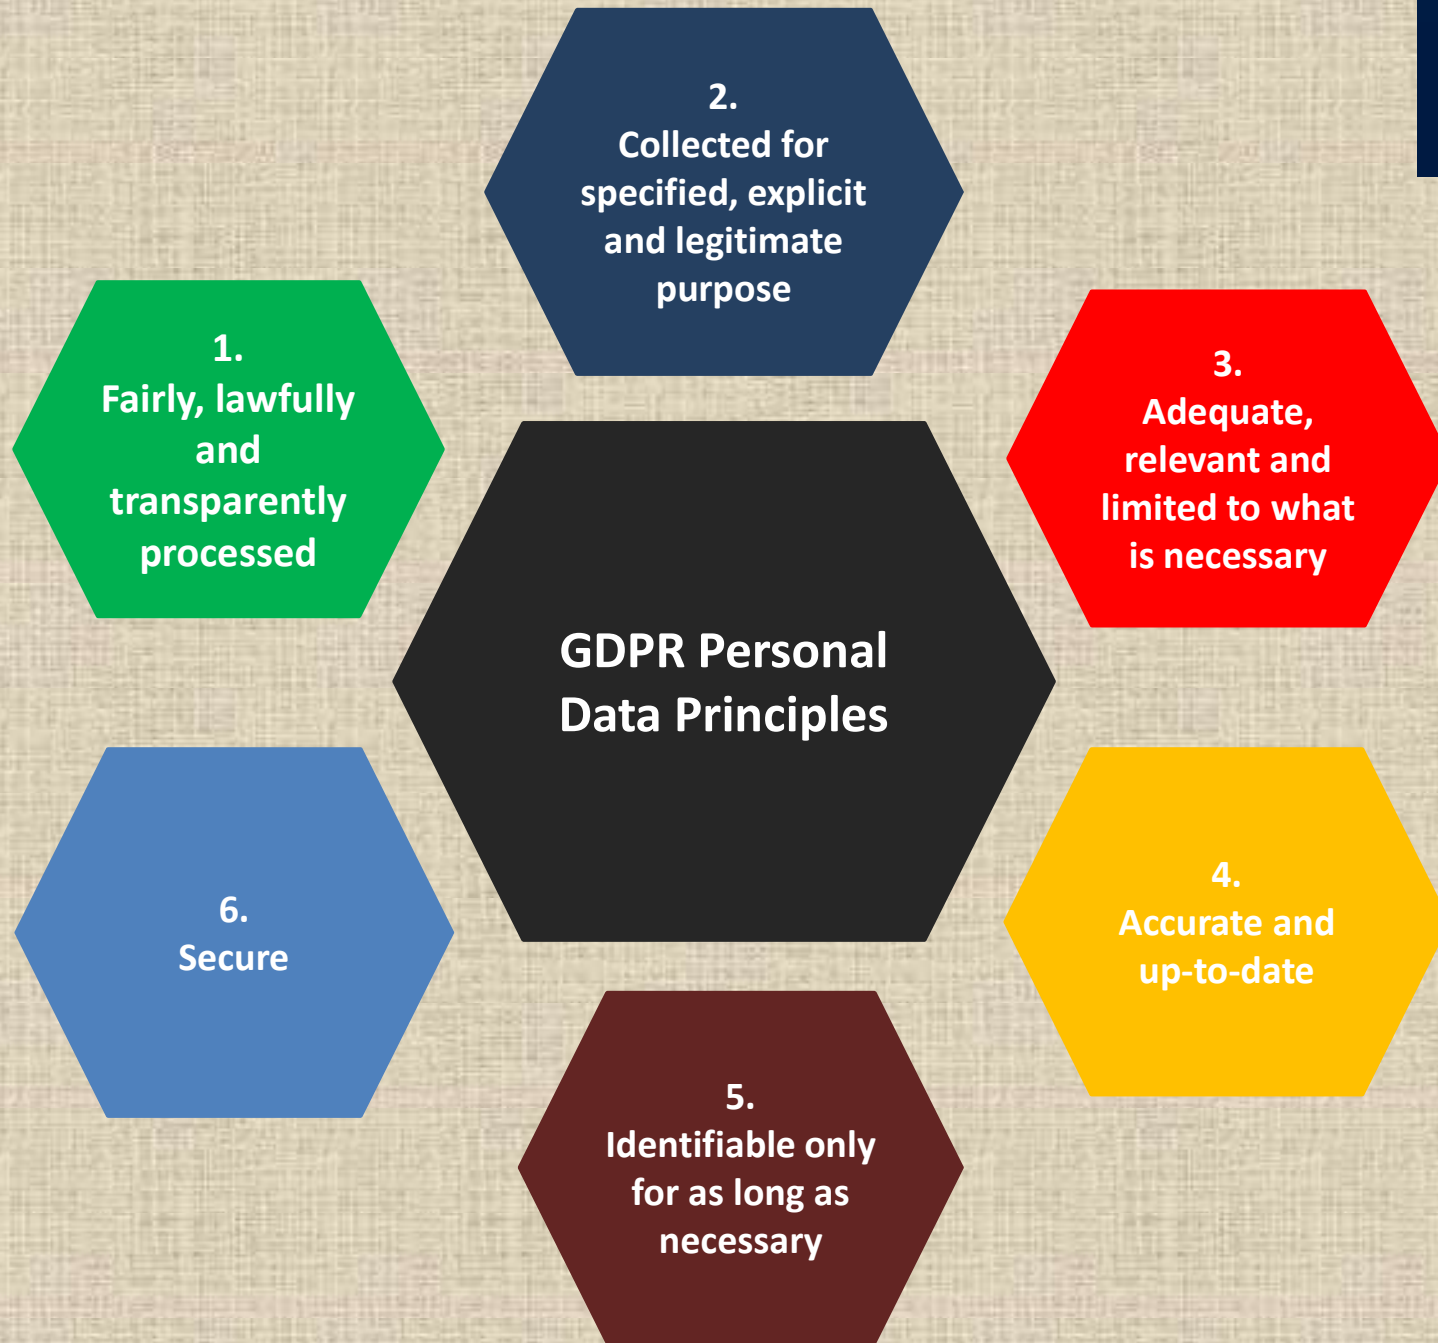 1.
Fairly, lawfully
and
transparently
processed
2.
Collected for
specified, explicit
and legitimate
purpose
3.
Adequate,
relevant and
limited to what
is necessary
GDPR Personal
Data Principles
4.
Accurate and
up-to-date
5.
Identifiable only
for as long as
necessary
6.
Secure